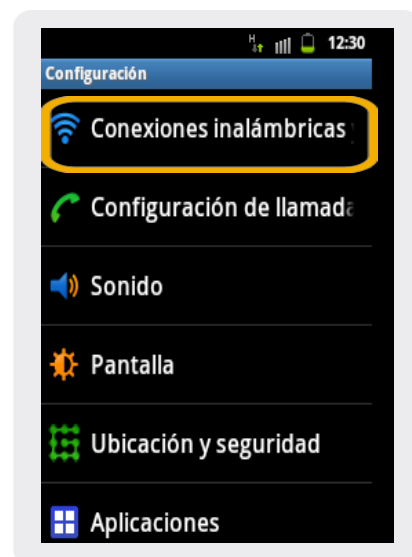 H 12:30
Configuración
Conexiones inalámbricas
Configuración de llamada
Sonido
Pantalla
Ubicación y seguridad
Aplicaciones